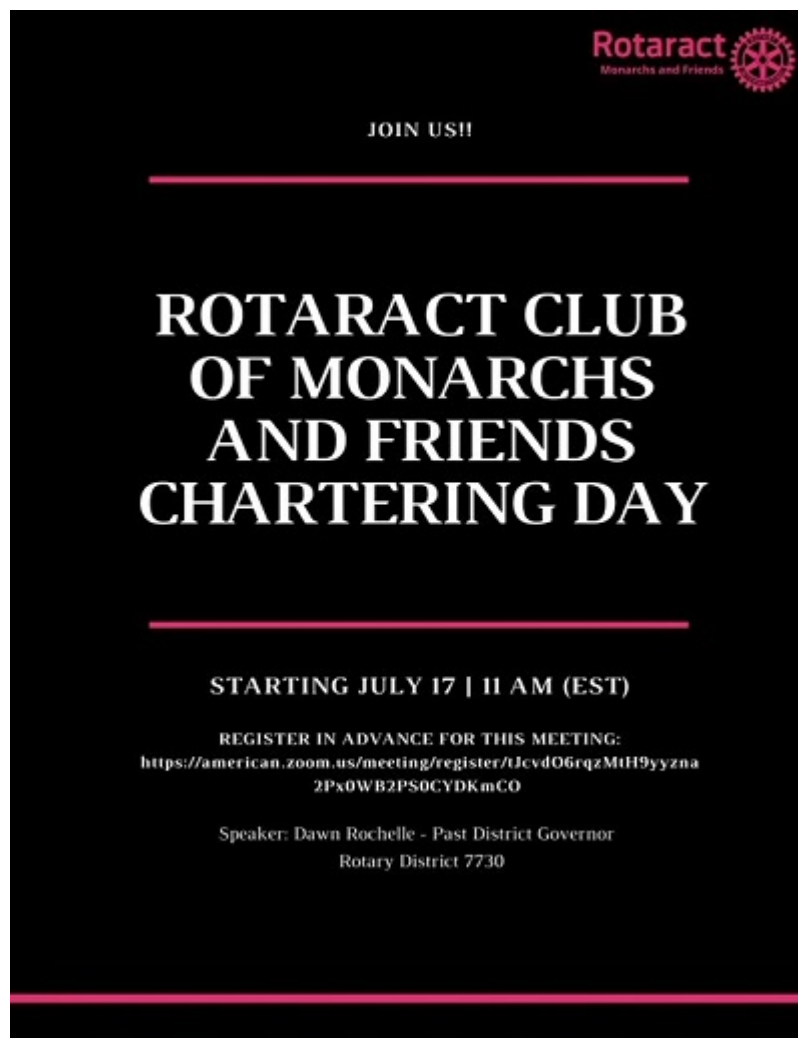 Rotaract
Monarchs and Friends
JOIN US!!
ROTARACT CLUB
OF MONARCHS
AND FRIENDS
CHARTERING DAY
STARTING JULY 17 | 11 AM (EST)
REGISTER IN ADVANCE FOR THIS MEETING:
https://american.zoom.us/meeting/register/tJcvdO6rqzMtH9yyzna
2Px0WB2PS0CYDKmCO
Speaker: Dawn Rochelle - Past District Governor
Rotary District 7730